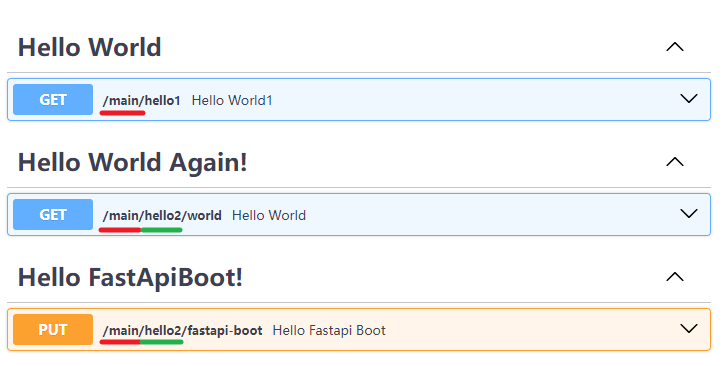 Hello World
GET /main/hello1 Hello World1
Hello World Again!
GET /main/hello2/world Hello World
Hello FastApiBoot!
PUT /main/hello2/fastapi-boot Hello Fastapi Boot